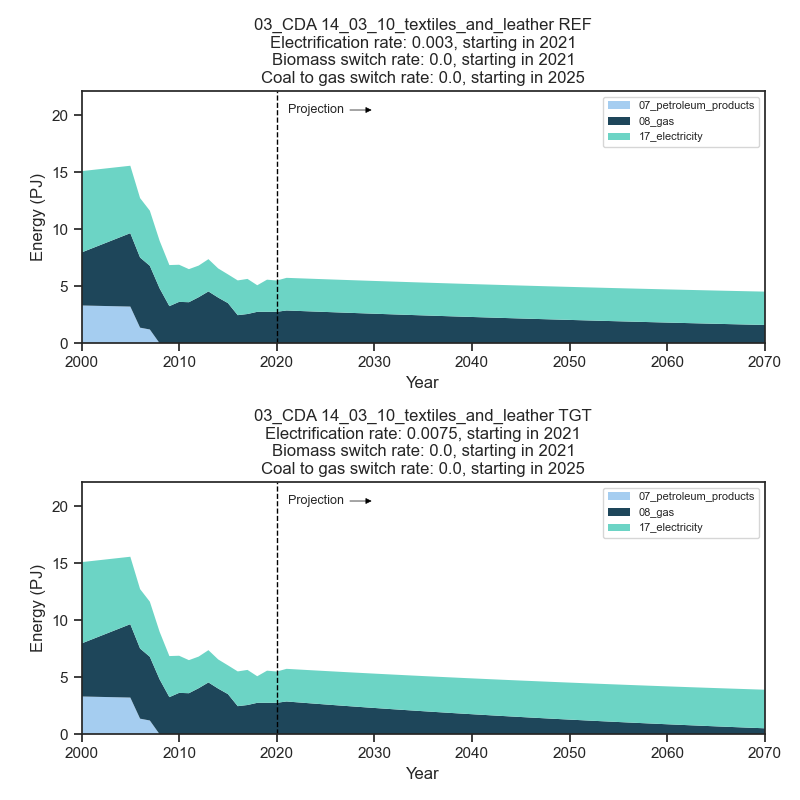 03_CDA 14_03_10_textiles_and_leather REF
Electrification rate: 0.003, starting in 2021
Biomass switch rate: 0.0, starting in 2021
Coal to gas switch rate: 0.0, starting in 2025
Projection
07_petroleum_products
08_gas
17_electricity
20
15
10
5
0
Energy (PJ)
2000
2010
2020
2030
2040
2050
2060
2070
Year
03_CDA 14_03_10_textiles_and_leather TGT
Electrification rate: 0.0075, starting in 2021
Biomass switch rate: 0.0, starting in 2021
Coal to gas switch rate: 0.0, starting in 2025
Projection
07_petroleum_products
08_gas
17_electricity
20
15
10
5
0
Energy (PJ)
2000
2010
2020
2030
2040
2050
2060
2070
Year